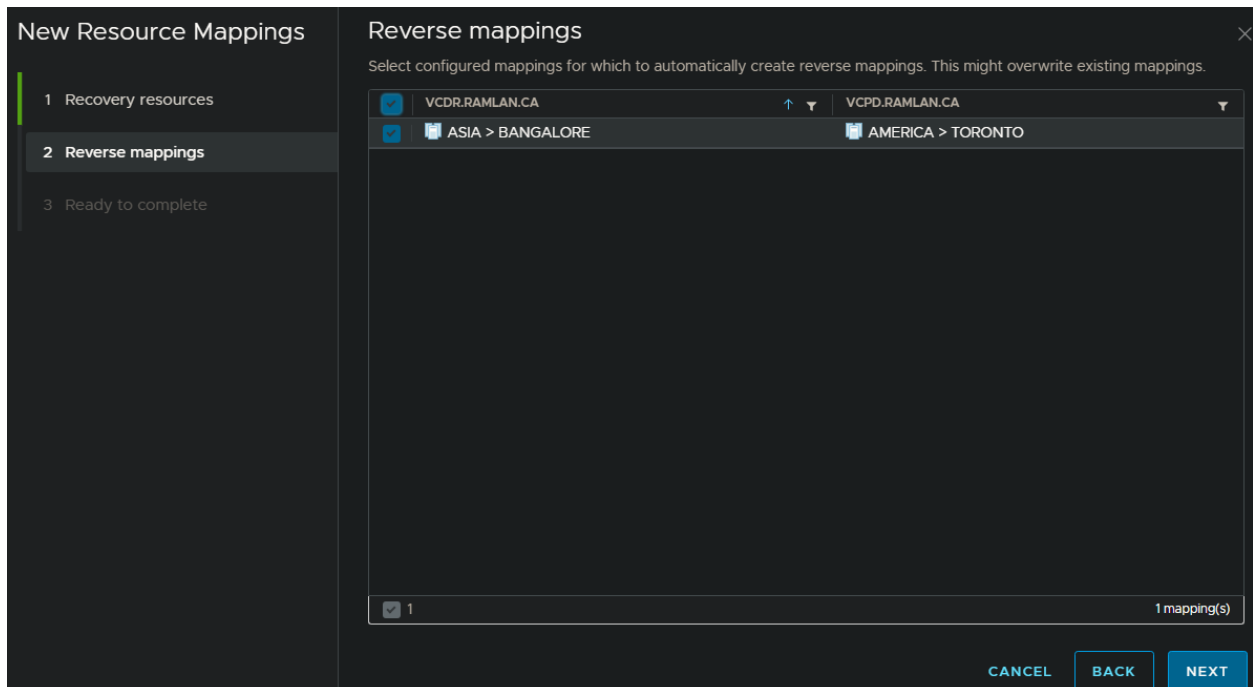 New Resource Mappings
1 Recovery resources
2 Reverse mappings
3 Ready to complete
Reverse mappings
Select configured mappings for which to automatically create reverse mappings. This might overwrite existing mappings.
VCDR.RAMLAN.CA VCPD.RAMLAN.CA
ASIA > BANGALORE AMERICA > TORONTO
1 1 mapping(s)
CANCEL BACK NEXT